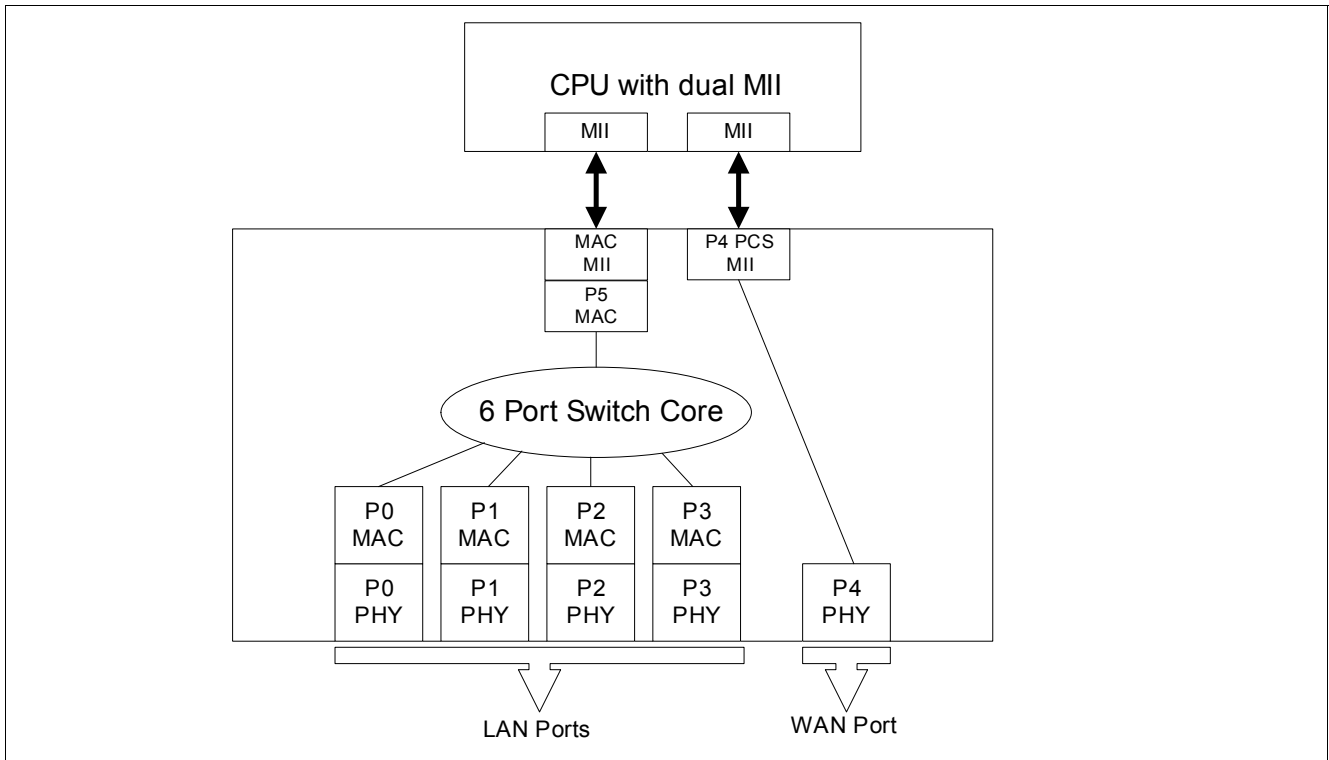 CPU with dual MII
MII
MII
MAC
MII
P4 PCS
MII
P5
MAC
6 Port Switch Core
P0
MAC
P1
MAC
P2
MAC
P3
MAC
P0
PHY
P1
PHY
P2
PHY
P3
PHY
P4
PHY
LAN Ports
WAN Port